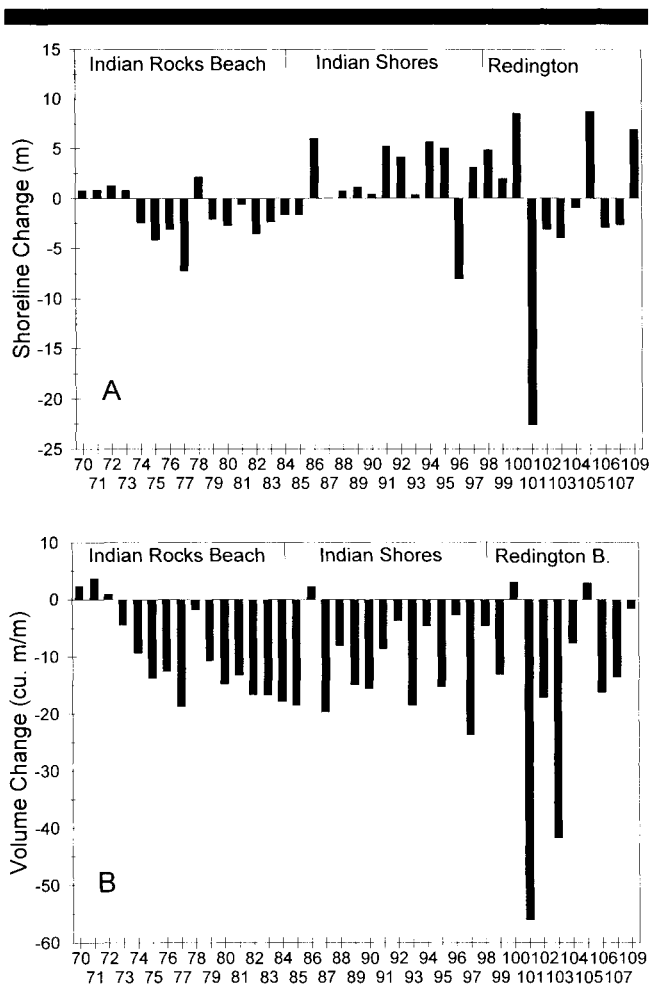 15
Indian Rocks Beach Indian Shores Redington
10
5
0
-5
-10
-15
-20
-25
Shoreline Change (m)
A
70 72 74 76 78 80 82 84 86 88 90 92 94 96 98 100 102 104 106 109
71 73 75 77 79 81 83 85 87 89 91 93 95 97 99 101 103 105 107
10
Indian Rocks Beach Indian Shores Redington B.
0
-10
-20
-30
-40
-50
-60
Volume Change (cu. m/m)
B
70 72 74 76 78 80 82 84 86 88 90 92 94 96 98 100 102 104 106 109
71 73 75 77 79 81 83 85 87 89 91 93 95 97 99 101 103 105 107